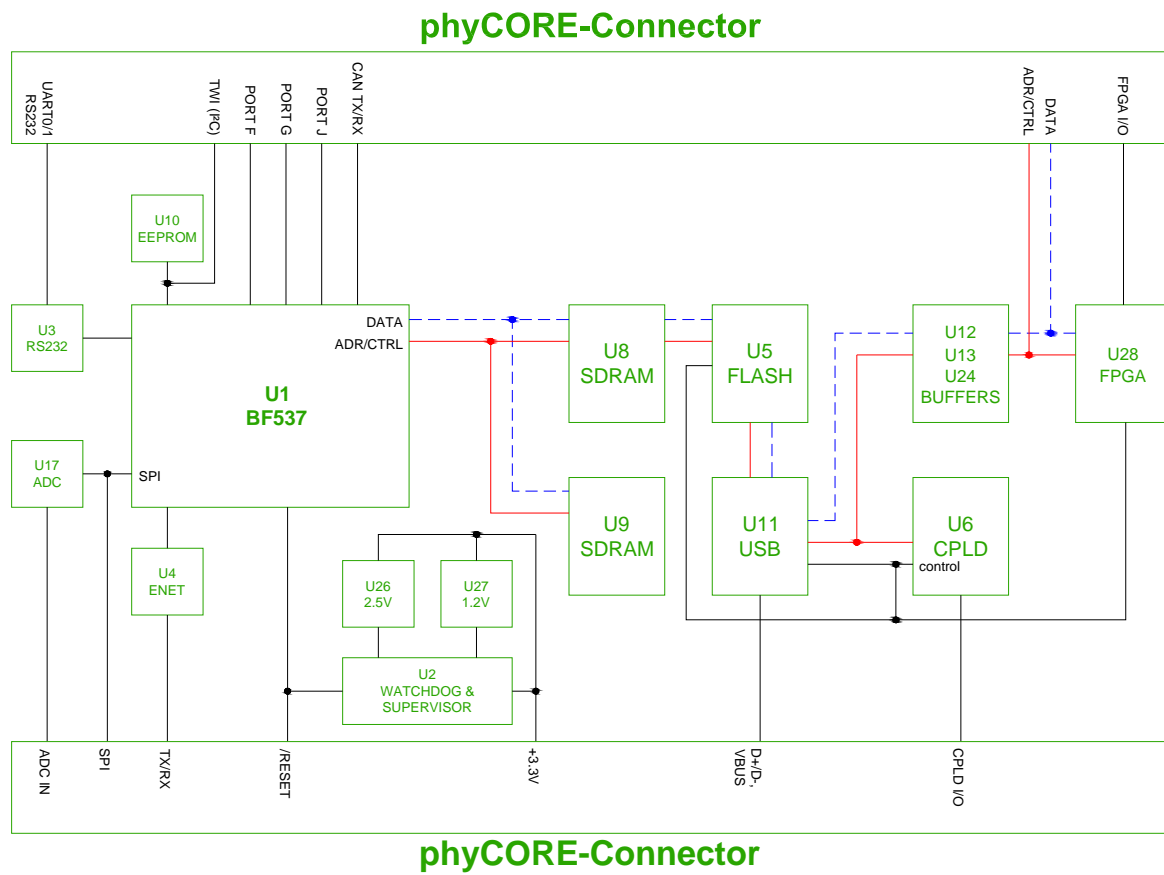 phyCORE-Connector
UART0/1
RS232
TWI (I²C)
PORT F
PORT G
PORT J
CAN TX/RX
ADR/CTRL
DATA
FPGA I/O
U10
EEPROM
U3
RS232
DATA
ADR/CTRL
U1
BF537
SPI
U8
SDRAM
U5
FLASH
U12
U13
U24
BUFFERS
U28
FPGA
U17
ADC
U9
SDRAM
U11
USB
U6
CPLD
control
U4
ENET
U26
2.5V
U27
1.2V
U2
WATCHDOG &
SUPERVISOR
ADC IN
SPI
TX/RX
/RESET
+3.3V
D+/D-,
VBUS
CPLD I/O
phyCORE-Connector